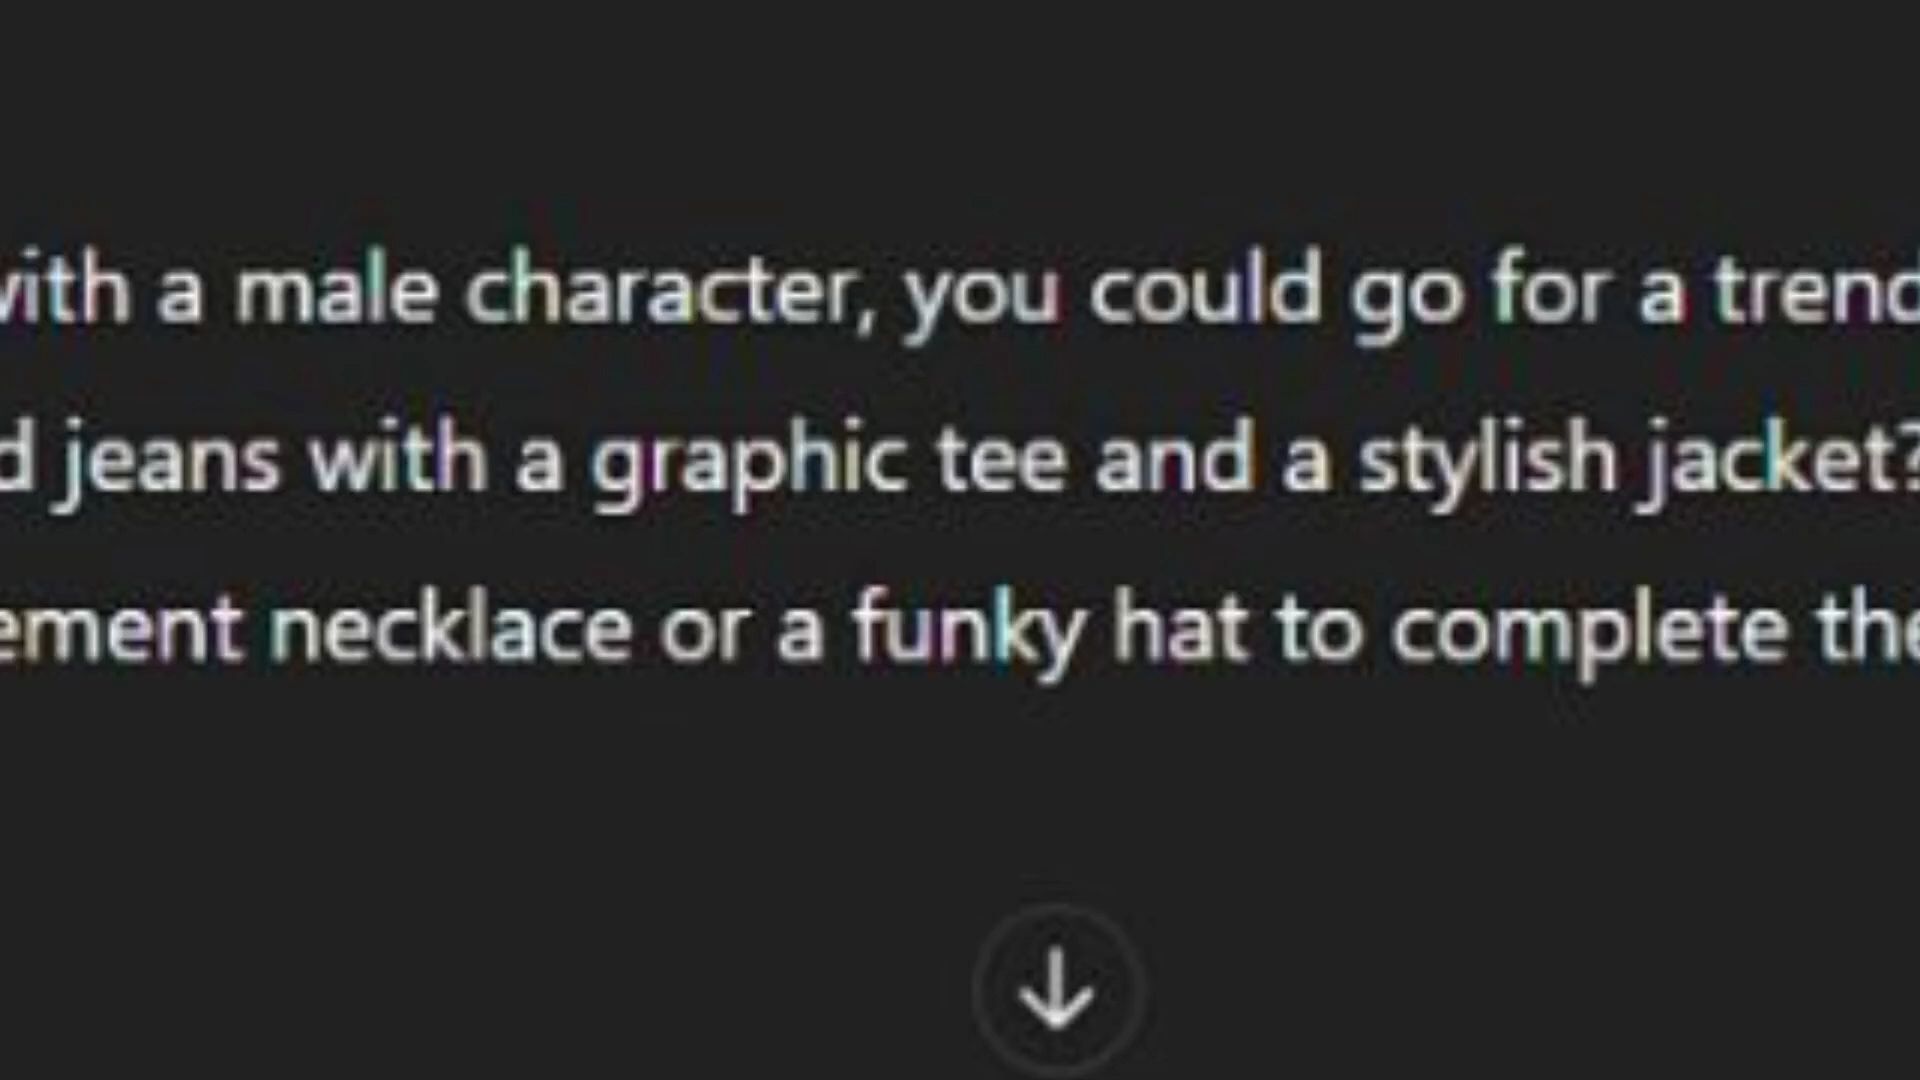 with a male character, you could go for a trend
d jeans with a graphic tee and a stylish jacket?
ement necklace or a funky hat to complete the